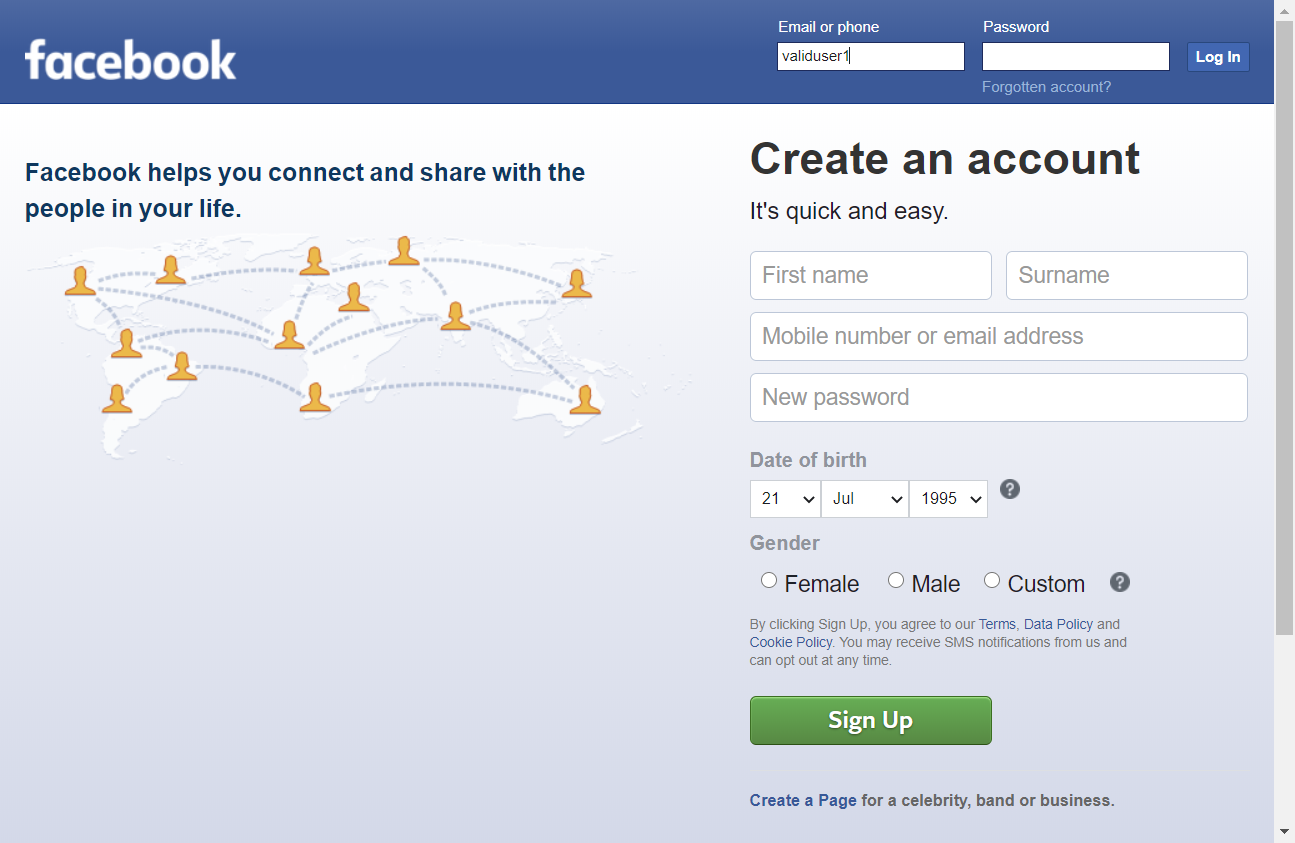 facebook
Email or phone
Password
validuser1
Log In
Forgotten account?
Facebook helps you connect and share with the
people in your life.
Create an account
It's quick and easy.
First name
Surname
Mobile number or email address
New password
Date of birth
21
Jul
1995
?
Gender
Female
Male
Custom
?
By clicking Sign Up, you agree to our Terms, Data Policy and
Cookie Policy. You may receive SMS notifications from us and
can opt out at any time.
Sign Up
Create a Page for a celebrity, band or business.